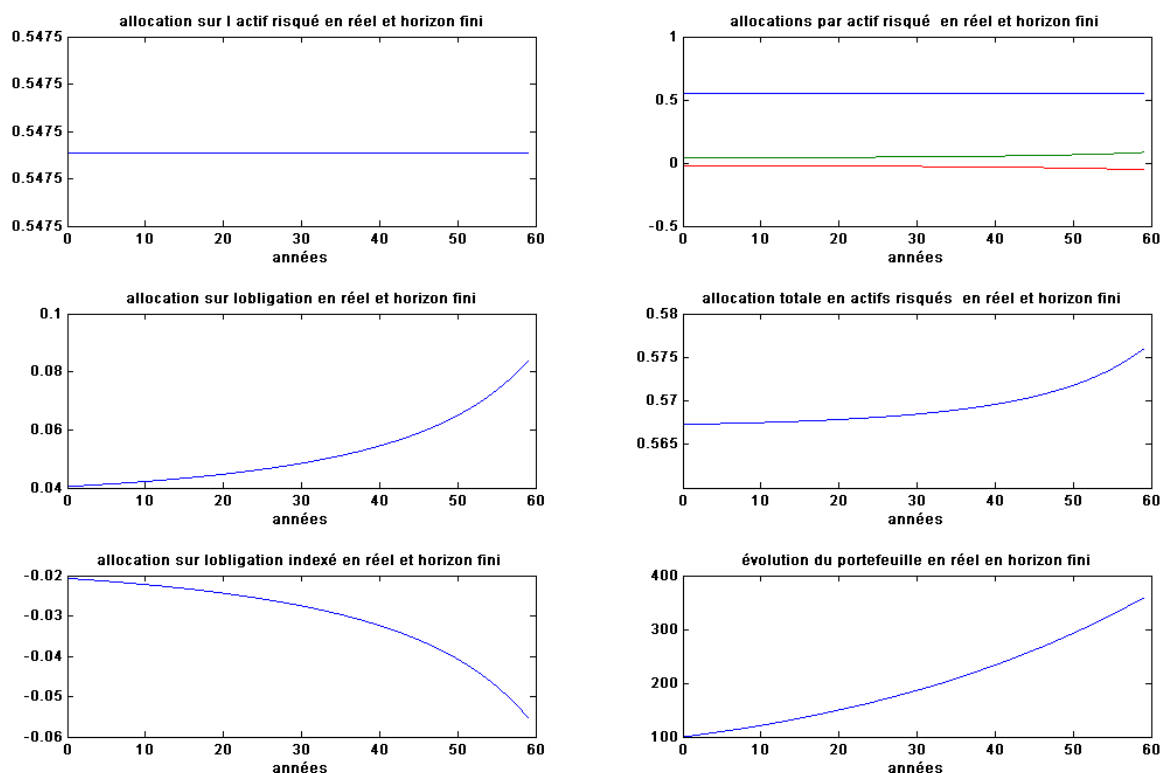 allocation sur l actif risqué en réel et horizon fini
0.5475
0.5475
0.5475
0.5475
0.5475
0 10 20 30 40 50 60
années
allocations par actif risqué en réel et horizon fini
1
0.5
0
-0.5
0 10 20 30 40 50 60
années
allocation sur lobligation en réel et horizon fini
0.1
0.08
0.06
0.04
0 10 20 30 40 50 60
années
allocation totale en actifs risqués en réel et horizon fini
0.58
0.575
0.57
0.565
0 10 20 30 40 50 60
années
allocation sur lobligation indexé en réel et horizon fini
-0.02
-0.03
-0.04
-0.05
-0.06
0 10 20 30 40 50 60
années
évolution du portefeuille en réel en horizon fini
400
300
200
100
0 10 20 30 40 50 60
années